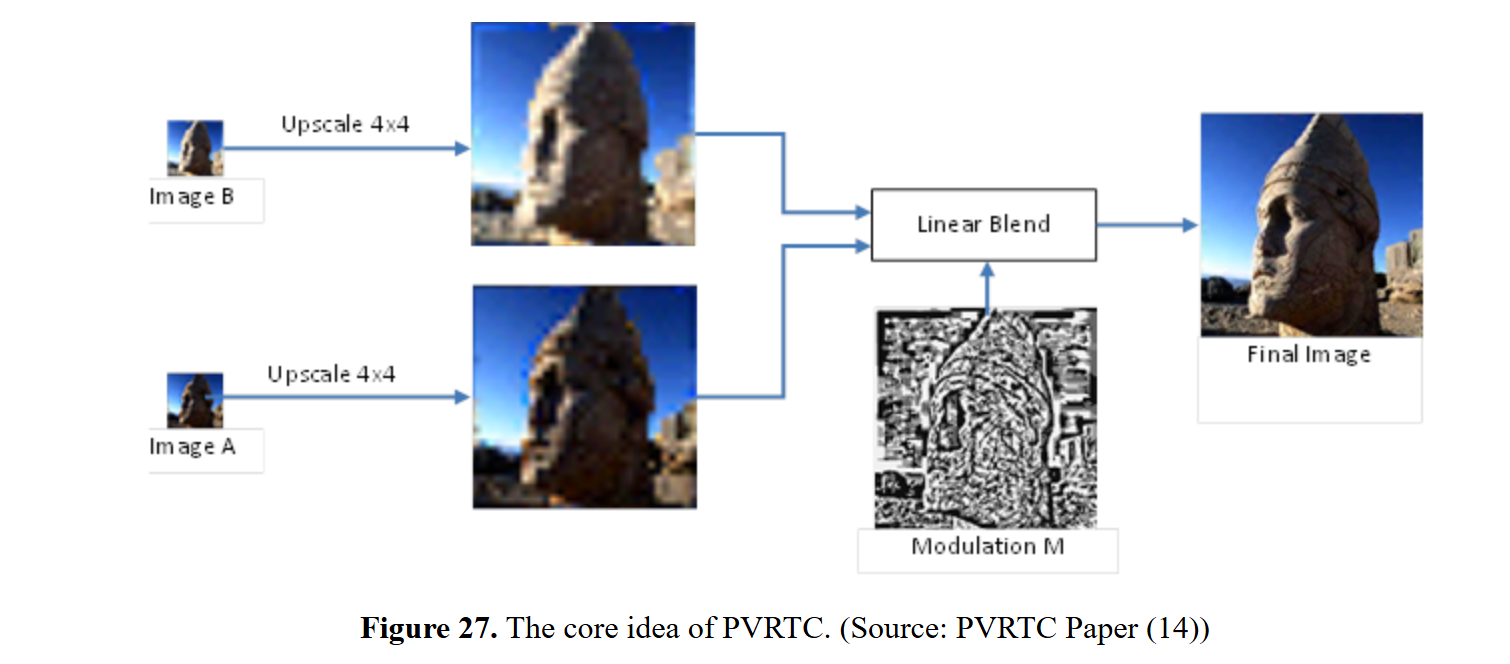 Upscale 4x4
Image B
Linear Blend
Upscale 4x4
Final Image
Image A
Modulation M
Figure 27. The core idea of PVRTC. (Source: PVRTC Paper (14))